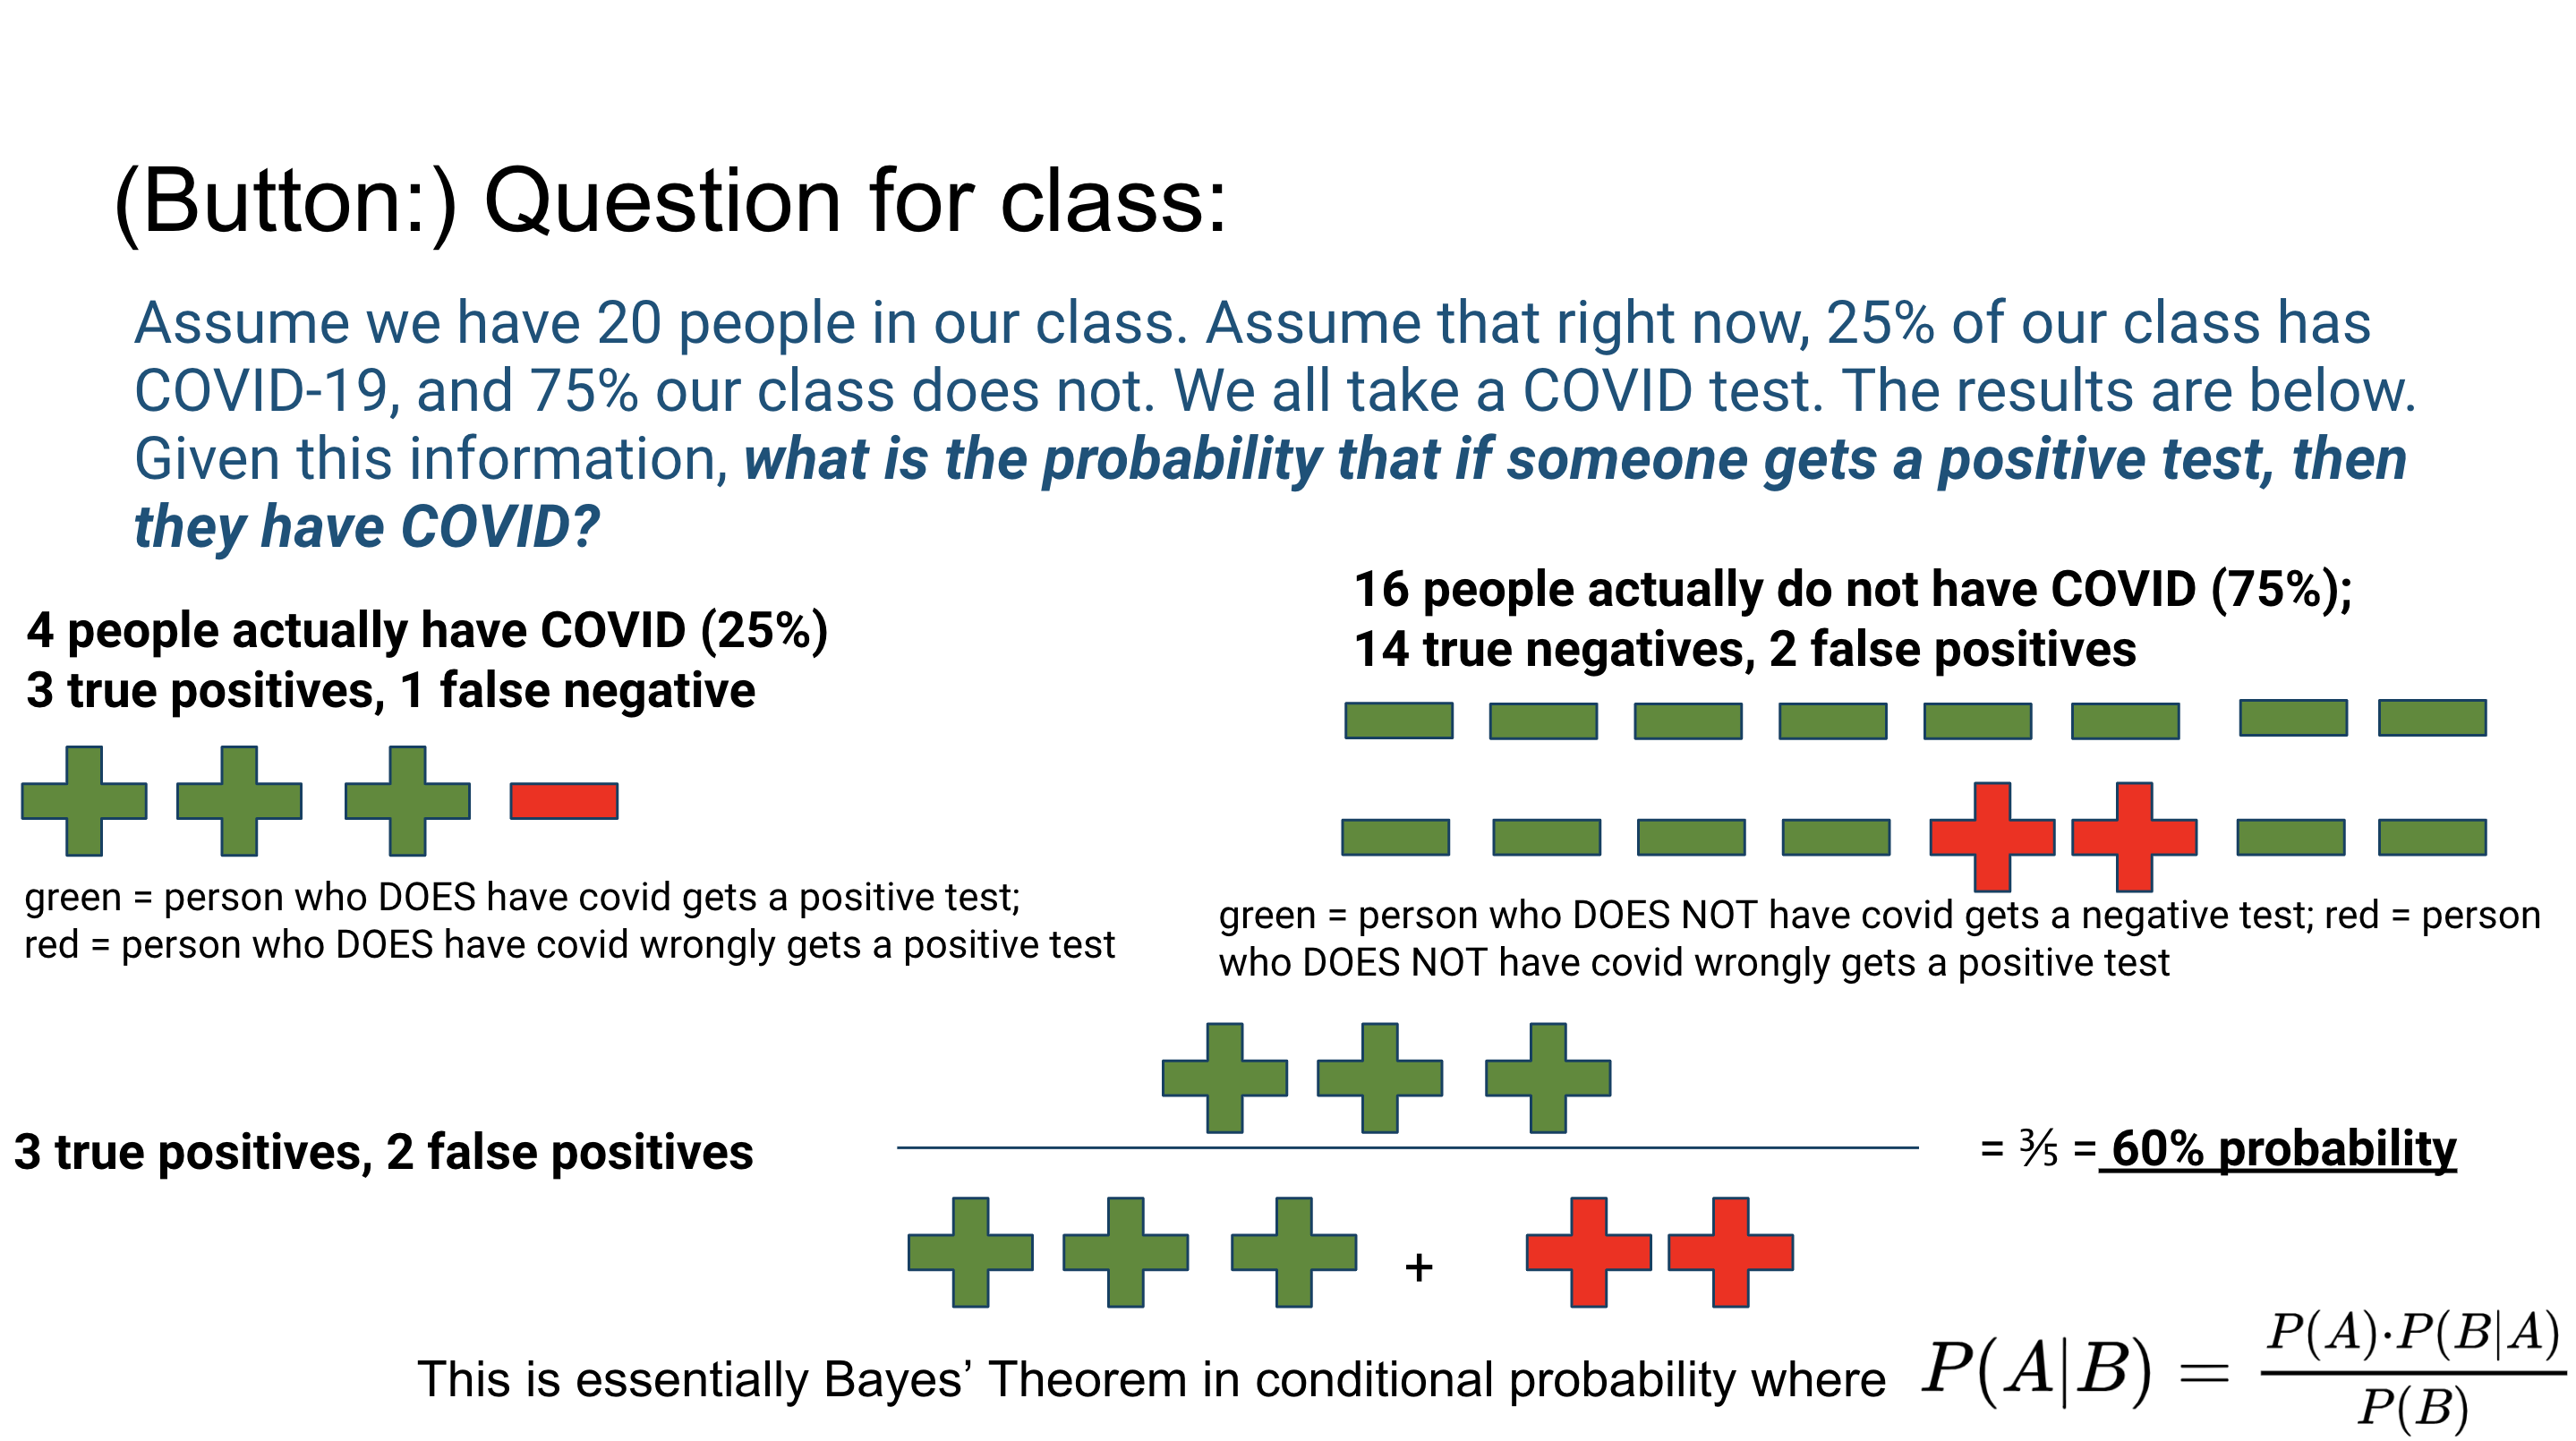 (Button:) Question for class:
Assume we have 20 people in our class. Assume that right now, 25% of our class has
COVID-19, and 75% our class does not. We all take a COVID test. The results are below.
Given this information, what is the probability that if someone gets a positive test, then
they have COVID?
4 people actually have COVID (25%)
3 true positives, 1 false negative
16 people actually do not have COVID (75%);
14 true negatives, 2 false positives
green = person who DOES have covid gets a positive test;
red = person who DOES have covid wrongly gets a positive test
green = person who DOES NOT have covid gets a negative test; red = person
who DOES NOT have covid wrongly gets a positive test
3 true positives, 2 false positives
= ⅗ = 60% probability
+
This is essentially Bayes’ Theorem in conditional probability where
P(A|B) = P(A)·P(B|A) / P(B)